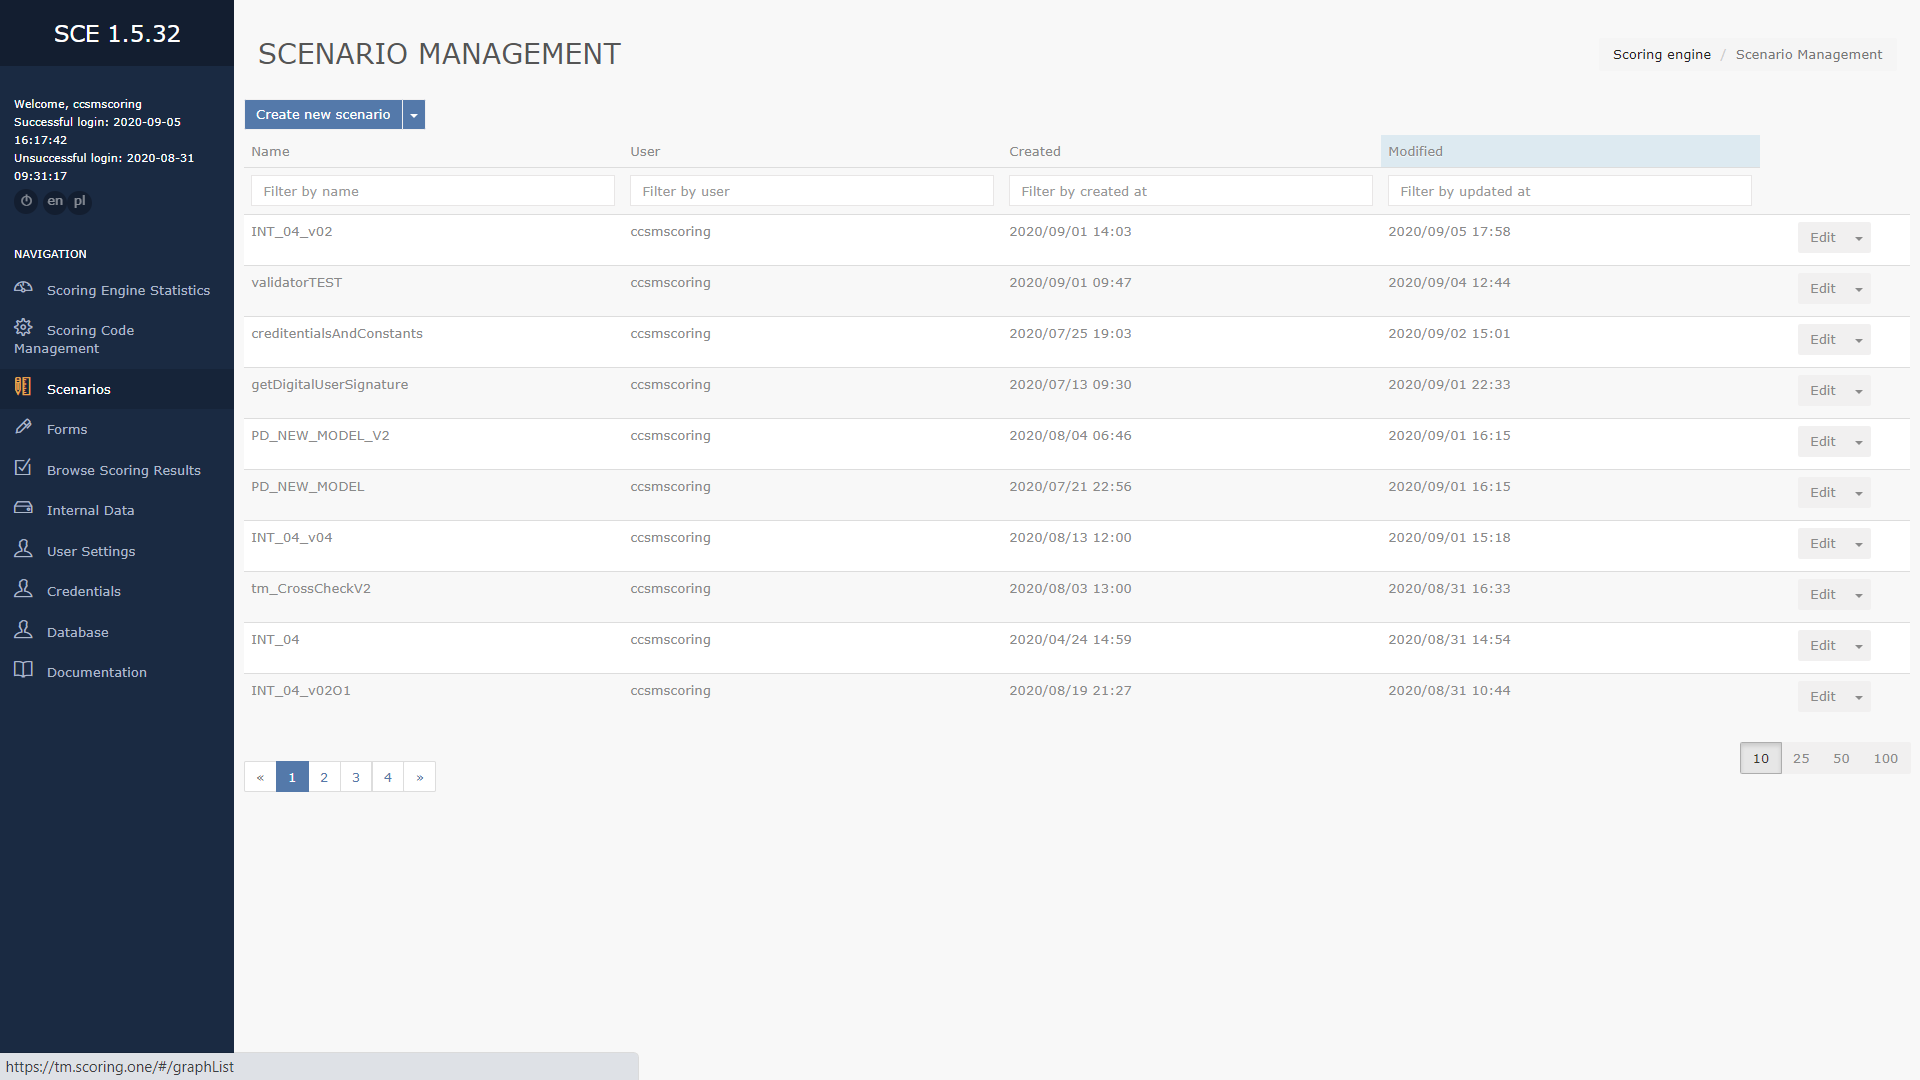 SCE 1.5.32
Welcome, ccsmscoring
Successful login: 2020-09-05
16:17:42
Unsuccessful login: 2020-08-31
09:31:17
en pl
NAVIGATION
Scoring Engine Statistics
Scoring Code
Management
Scenarios
Forms
Browse Scoring Results
Internal Data
User Settings
Credentials
Database
Documentation
https://tm.scoring.one/#/graphList
SCENARIO MANAGEMENT
Scoring engine / Scenario Management
Create new scenario
Name User Created Modified
Filter by name Filter by user Filter by created at Filter by updated at
INT_04_v02 ccsmscoring 2020/09/01 14:03 2020/09/05 17:58 Edit
validatorTEST ccsmscoring 2020/09/01 09:47 2020/09/04 12:44 Edit
creditentialsAndConstants ccsmscoring 2020/07/25 19:03 2020/09/02 15:01 Edit
getDigitalUserSignature ccsmscoring 2020/07/13 09:30 2020/09/01 22:33 Edit
PD_NEW_MODEL_V2 ccsmscoring 2020/08/04 06:46 2020/09/01 16:15 Edit
PD_NEW_MODEL ccsmscoring 2020/07/21 22:56 2020/09/01 16:15 Edit
INT_04_v04 ccsmscoring 2020/08/13 12:00 2020/09/01 15:18 Edit
tm_CrossCheckV2 ccsmscoring 2020/08/03 13:00 2020/08/31 16:33 Edit
INT_04 ccsmscoring 2020/04/24 14:59 2020/08/31 14:54 Edit
INT_04_v02O1 ccsmscoring 2020/08/19 21:27 2020/08/31 10:44 Edit
« 1 2 3 4 »
10 25 50 100